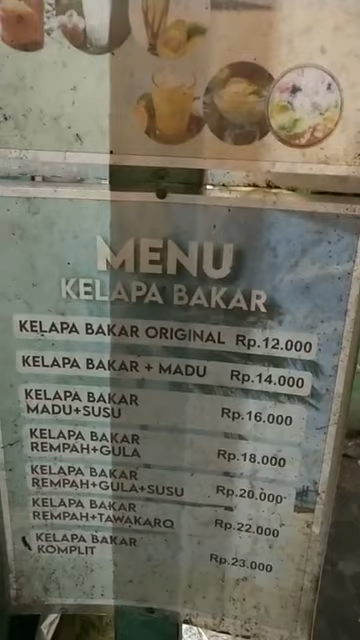 MENU
KELAPA BAKAR
KELAPA BAKAR ORIGINAL Rp.12.000
KELAPA BAKAR + MADU Rp.14.000
KELAPA BAKAR
MADU+SUSU Rp.16.000
KELAPA BAKAR
REMPAH+GULA Rp.18.000
KELAPA BAKAR
REMPAH+GULA+SUSU Rp.20.000
KELAPA BAKAR
REMPAH+TAWAKARO Rp.22.000
KELAPA BAKAR
KOMPLIT Rp.23.000